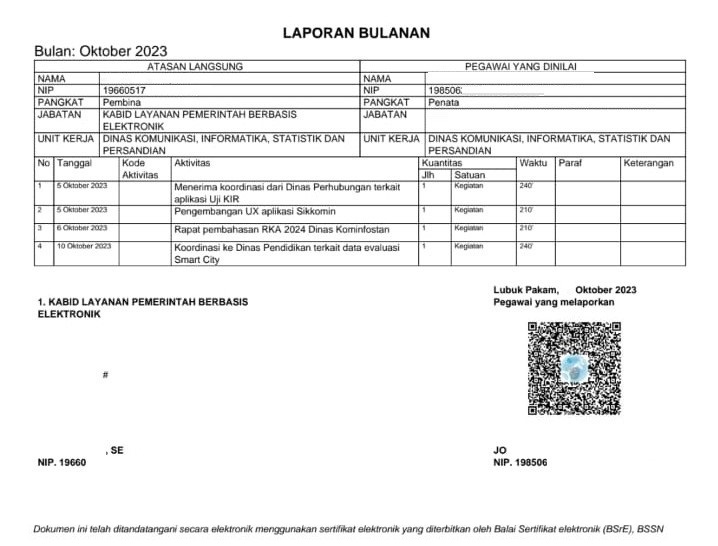 LAPORAN BULANAN
Bulan: Oktober 2023
ATASAN LANGSUNG PEGAWAI YANG DINILAI
NAMA NAMA
NIP 19660517 NIP 198506
PANGKAT Pembina PANGKAT Penata
JABATAN KABID LAYANAN PEMERINTAH BERBASIS JABATAN
ELEKTRONIK
UNIT KERJA DINAS KOMUNIKASI, INFORMATIKA, STATISTIK DAN UNIT KERJA DINAS KOMUNIKASI, INFORMATIKA, STATISTIK DAN
PERSANDIAN PERSANDIAN
No Tanggal Kode Aktivitas Kuantitas Waktu Paraf Keterangan
Aktivitas Jlh Satuan
1 5 Oktober 2023 Menerima koordinasi dari Dinas Perhubungan terkait 1 Kegiatan 240'
aplikasi Uji KIR
2 5 Oktober 2023 Pengembangan UX aplikasi Sikkomin 1 Kegiatan 210'
3 6 Oktober 2023 Rapat pembahasan RKA 2024 Dinas Kominfostan 1 Kegiatan 210'
4 10 Oktober 2023 Koordinasi ke Dinas Pendidikan terkait data evaluasi 1 Kegiatan 240'
Smart City
Lubuk Pakam, Oktober 2023
1. KABID LAYANAN PEMERINTAH BERBASIS Pegawai yang melaporkan
ELEKTRONIK
#
, SE JO
NIP. 19660 NIP. 198506
Dokumen ini telah ditandatangani secara elektronik menggunakan sertifikat elektronik yang diterbitkan oleh Balai Sertifikat elektronik (BSrE), BSSN